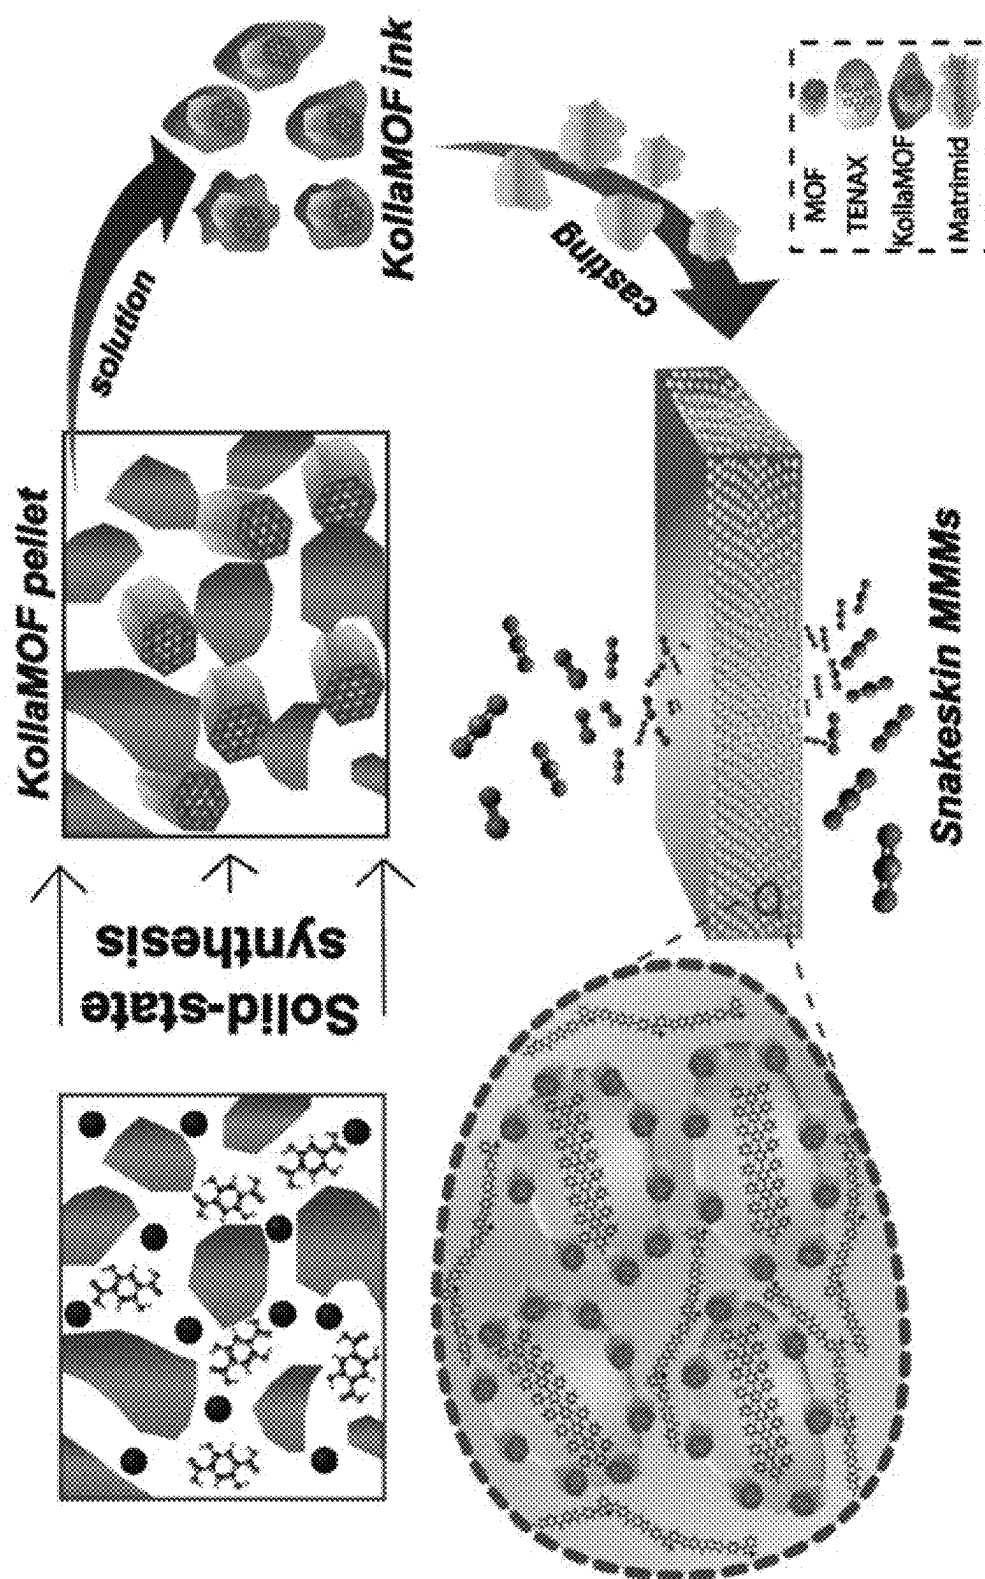 Solid-state
synthesis
KollaMOF pellet
solution
KollaMOF ink
casting
MOF
TENAX
KollaMOF
Matrimid
Snakeskin MMMs